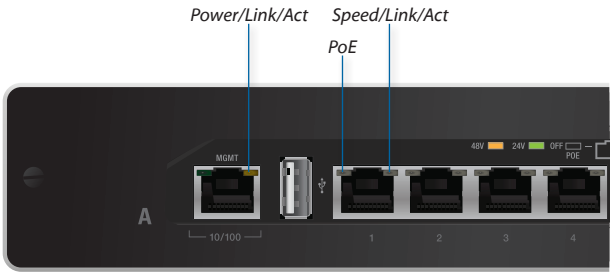 Power/Link/Act Speed/Link/Act
PoE
MGMT
48V 24V OFF
POE
A
10/100
1 2 3 4